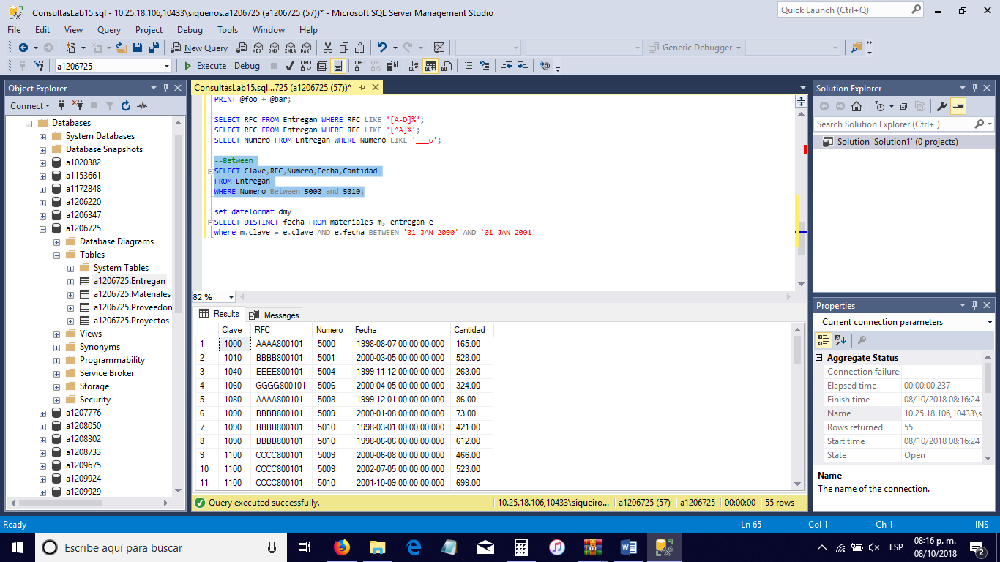 ConsultasLab15.sql - 10.25.18.106,10433\siqueiros.a1206725 (a1206725 (57))* - Microsoft SQL Server Management Studio
Quick Launch (Ctrl+Q)
File Edit View Query Project Debug Tools Window Help
New Query MDX DMX XMLA DAX Generic Debugger
a1206725 Execute Debug
Object Explorer
Connect
Databases
System Databases
Database Snapshots
a1020382
a1153661
a1172848
a1206220
a1206347
a1206725
Database Diagrams
Tables
System Tables
a1206725.Entregan
a1206725.Materiales
a1206725.Proveedor
a1206725.Proyectos
Views
Synonyms
Programmability
Service Broker
Storage
Security
a1207776
a1208050
a1208302
a1208733
a1209675
a1209924
a1209929
ConsultasLab15.sql...725 (a1206725 (57))*
PRINT @foo + @bar;
SELECT RFC FROM Entregan WHERE RFC LIKE '[A-D]%';
SELECT RFC FROM Entregan WHERE RFC LIKE '[^A]%';
SELECT Numero FROM Entregan WHERE Numero LIKE '___6';
--Between
SELECT Clave,RFC,Numero,Fecha,Cantidad
FROM Entregan
WHERE Numero Between 5000 and 5010;
set dateformat dmy
SELECT DISTINCT fecha FROM materiales m, entregan e
where m.clave = e.clave AND e.fecha BETWEEN '01-JAN-2000' AND '01-JAN-2001'
82 %
Results Messages
Clave RFC Numero Fecha Cantidad
1 1000 AAAA800101 5000 1998-08-07 00:00:00.000 165.00
2 1010 BBBB800101 5001 2000-03-05 00:00:00.000 528.00
3 1040 EEEE800101 5004 1999-11-12 00:00:00.000 263.00
4 1060 GGGG800101 5006 2000-04-05 00:00:00.000 324.00
5 1080 AAAA800101 5008 1999-12-01 00:00:00.000 86.00
6 1090 BBBB800101 5009 2000-01-08 00:00:00.000 73.00
7 1090 BBBB800101 5010 1998-03-01 00:00:00.000 421.00
8 1090 BBBB800101 5010 1998-06-06 00:00:00.000 612.00
9 1100 CCCC800101 5009 2000-06-08 00:00:00.000 466.00
10 1100 CCCC800101 5009 2002-07-05 00:00:00.000 523.00
11 1100 CCCC800101 5010 2001-10-09 00:00:00.000 699.00
Query executed successfully. 10.25.18.106,10433\siqueiro... a1206725 (57) a1206725 00:00:00 55 rows
Solution Explorer
Search Solution Explorer (Ctrl+´)
Solution 'Solution1' (0 projects)
Properties
Current connection parameters
Aggregate Status
Connection failures
Elapsed time 00:00:00.237
Finish time 08/10/2018 08:16:24
Name 10.25.18.106,10433\s
Rows returned 55
Start time 08/10/2018 08:16:24
State Open
Name
The name of the connection.
Ready Ln 65 Col 1 Ch 1 INS
Escribe aquí para buscar
ESP
08:16 p. m.
08/10/2018
2